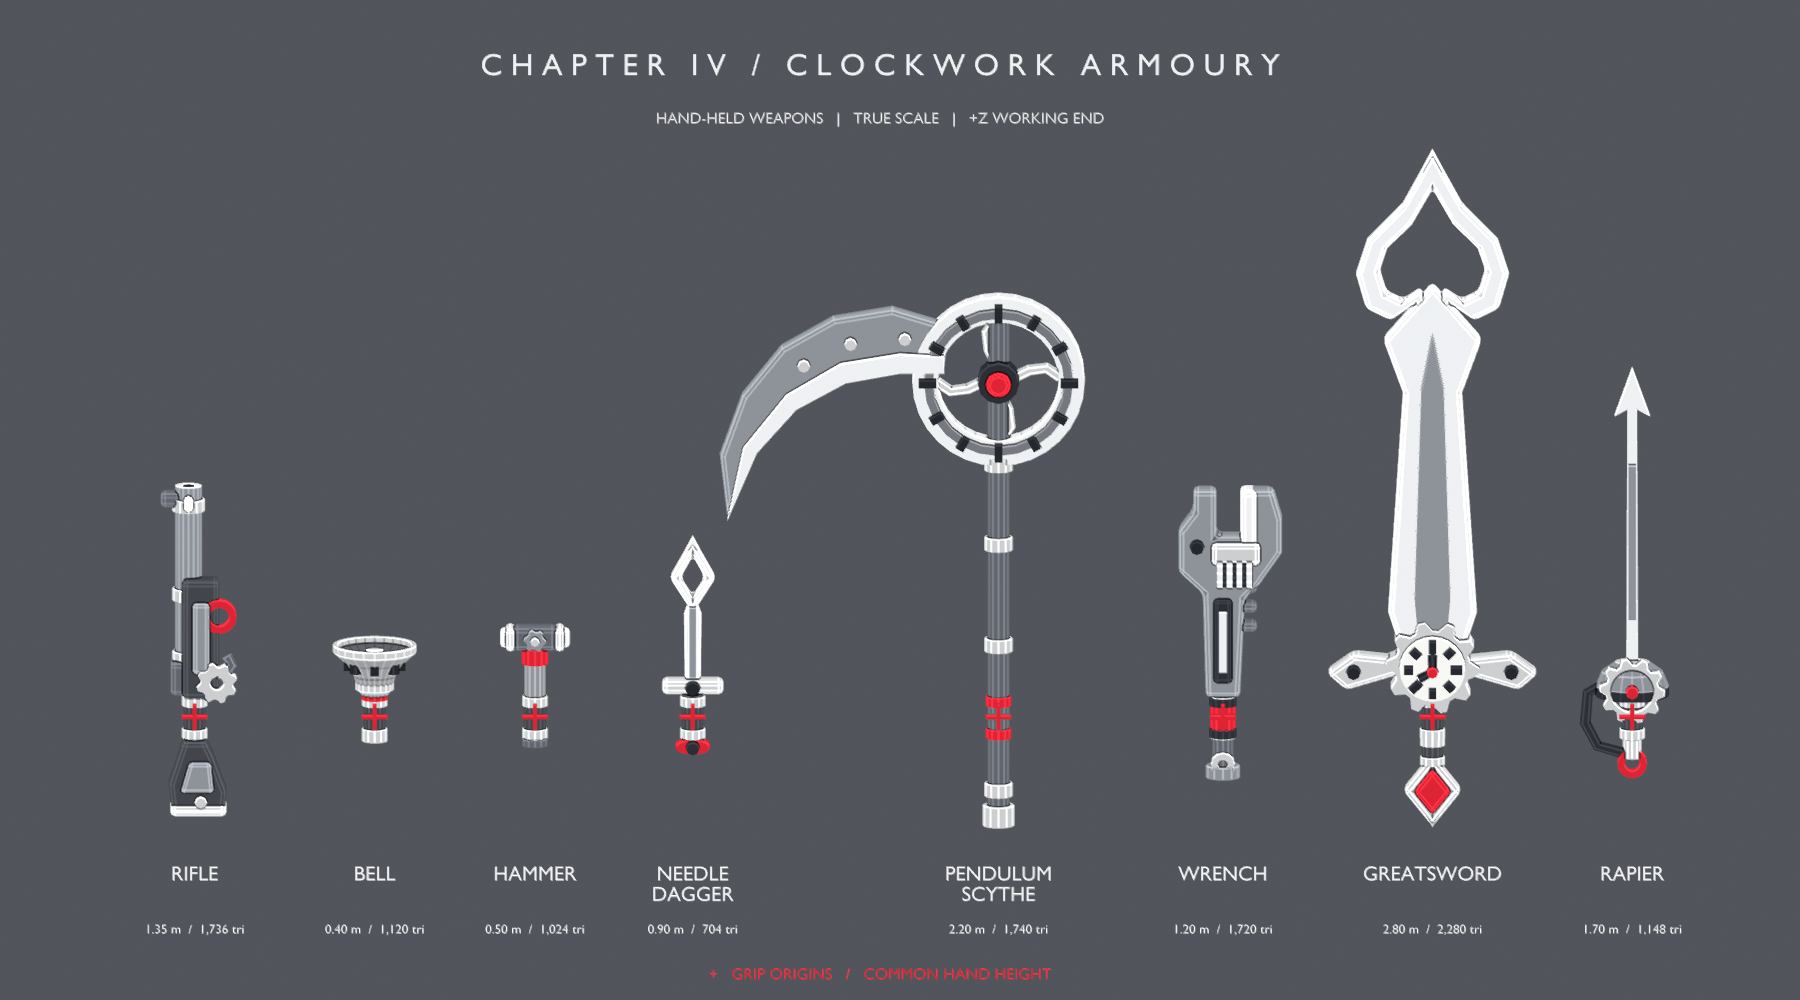 CHAPTER IV / CLOCKWORK ARMOURY
HAND-HELD WEAPONS | TRUE SCALE | +Z WORKING END
RIFLE
1.35 m / 1,736 tri
BELL
0.40 m / 1,120 tri
HAMMER
0.50 m / 1,024 tri
NEEDLE
DAGGER
0.90 m / 704 tri
PENDULUM
SCYTHE
2.20 m / 1,740 tri
WRENCH
1.20 m / 1,720 tri
GREATSWORD
2.80 m / 2,280 tri
RAPIER
1.70 m / 1,148 tri
+ GRIP ORIGINS / COMMON HAND HEIGHT